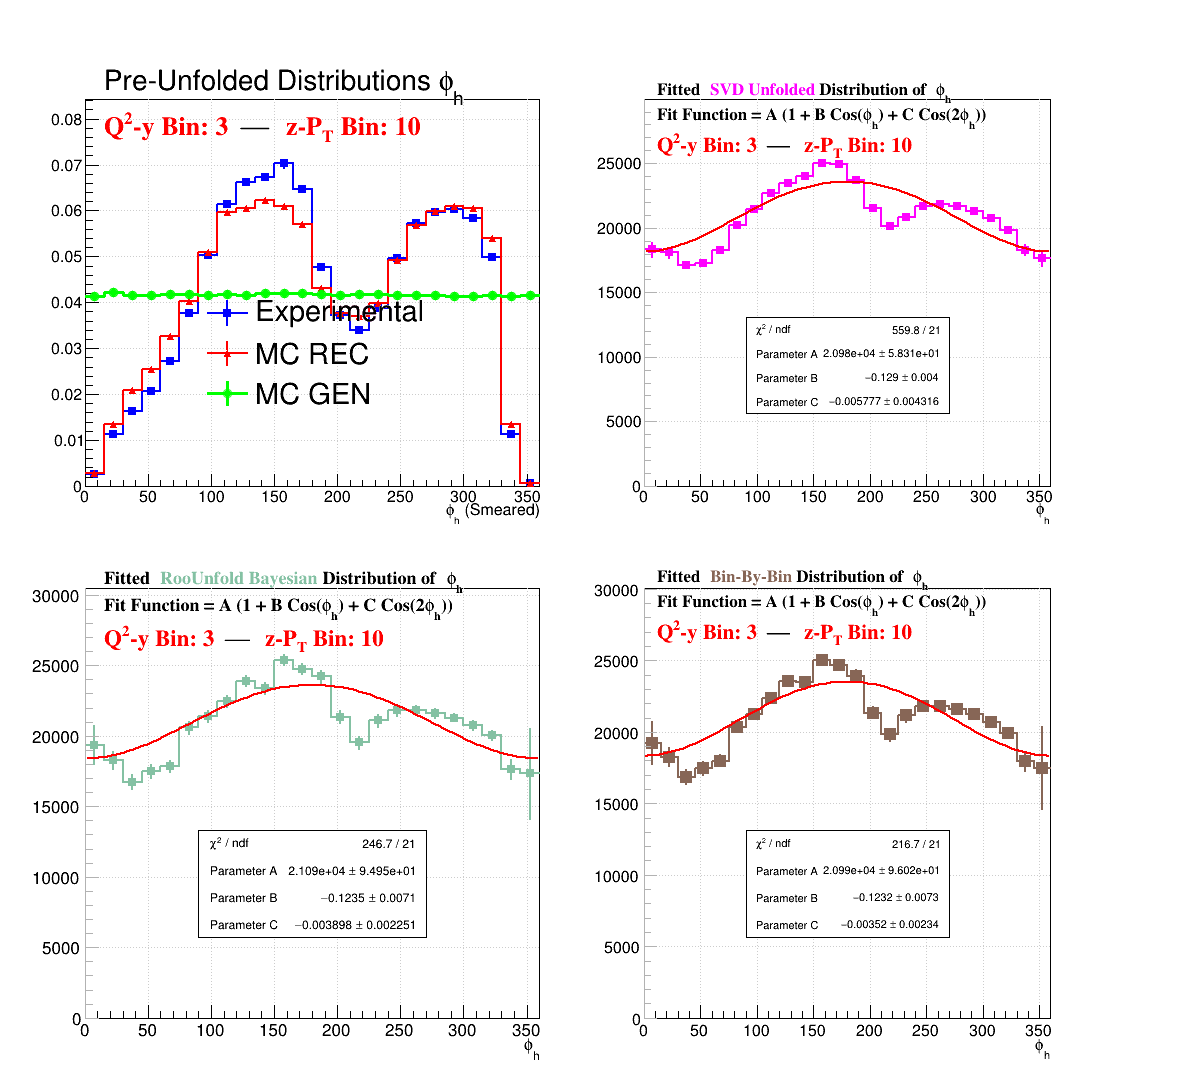 Pre-Unfolded Distributions ϕh
Q²-y Bin: 3 — z-PT Bin: 10
0.08
0.07
0.06
0.05
0.04
0.03
0.02
0.01
0
Experimental
MC REC
MC GEN
0 50 100 150 200 250 300 350
ϕh (Smeared)
Fitted SVD Unfolded Distribution of ϕh
Fit Function = A (1 + B Cos(ϕh) + C Cos(2ϕh))
Q²-y Bin: 3 — z-PT Bin: 10
25000
20000
15000
10000
5000
0
χ² / ndf 559.8 / 21
Parameter A 2.098e+04 ± 5.831e+01
Parameter B −0.129 ± 0.004
Parameter C −0.005777 ± 0.004316
0 50 100 150 200 250 300 350
ϕh
Fitted RooUnfold Bayesian Distribution of ϕh
Fit Function = A (1 + B Cos(ϕh) + C Cos(2ϕh))
Q²-y Bin: 3 — z-PT Bin: 10
30000
25000
20000
15000
10000
5000
0
χ² / ndf 246.7 / 21
Parameter A 2.109e+04 ± 9.495e+01
Parameter B −0.1235 ± 0.0071
Parameter C −0.003898 ± 0.002251
0 50 100 150 200 250 300 350
ϕh
Fitted Bin-By-Bin Distribution of ϕh
Fit Function = A (1 + B Cos(ϕh) + C Cos(2ϕh))
Q²-y Bin: 3 — z-PT Bin: 10
30000
25000
20000
15000
10000
5000
0
χ² / ndf 216.7 / 21
Parameter A 2.099e+04 ± 9.602e+01
Parameter B −0.1232 ± 0.0073
Parameter C −0.00352 ± 0.00234
0 50 100 150 200 250 300 350
ϕh